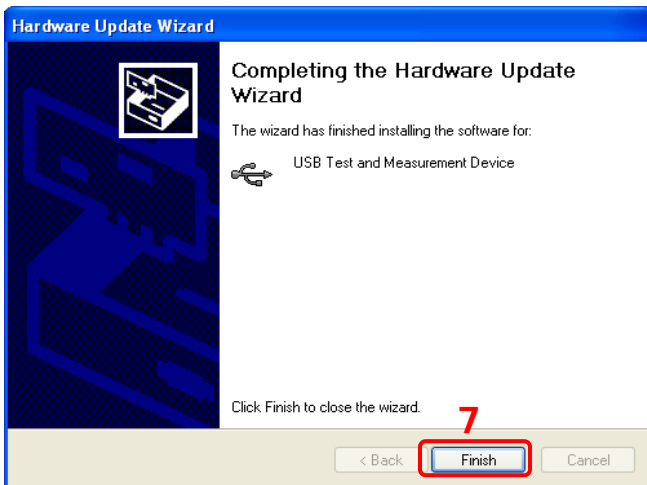 Hardware Update Wizard
Completing the Hardware Update
Wizard
The wizard has finished installing the software for:
USB Test and Measurement Device
Click Finish to close the wizard.
7
< Back
Finish
Cancel